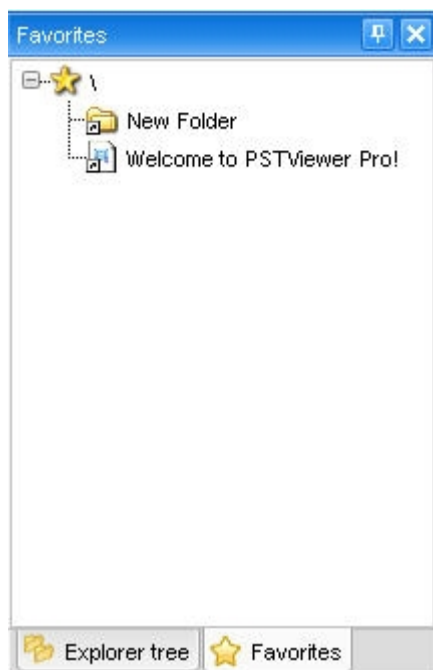 Favorites
\
New Folder
Welcome to PSTViewer Pro!
Explorer tree
Favorites